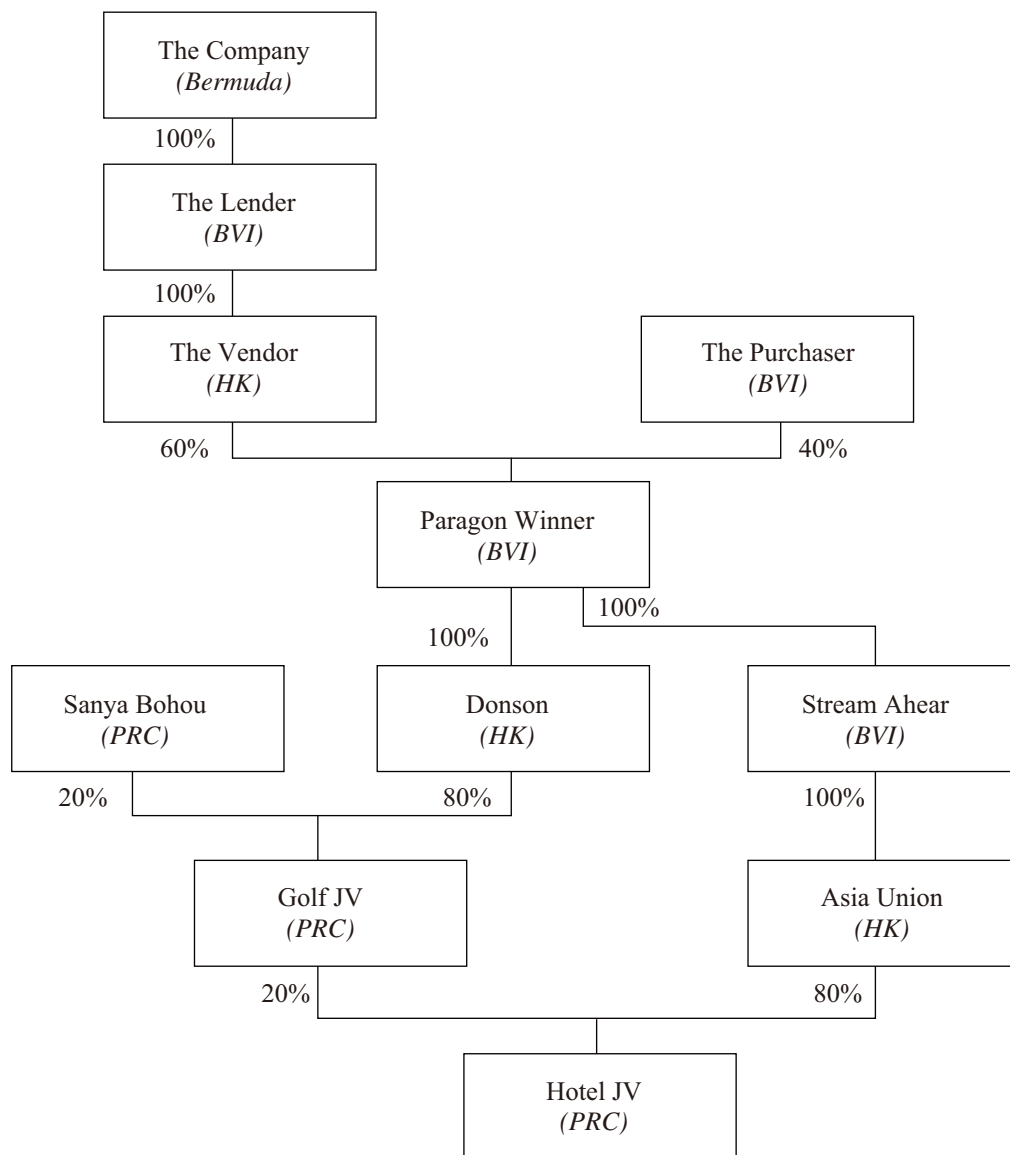 The Company
(Bermuda)
100%
The Lender
(BVI)
100%
The Vendor
(HK)
The Purchaser
(BVI)
60%
40%
Paragon Winner
(BVI)
100%
100%
Sanya Bohou
(PRC)
Donson
(HK)
Stream Ahear
(BVI)
20%
80%
100%
Golf JV
(PRC)
Asia Union
(HK)
20%
80%
Hotel JV
(PRC)